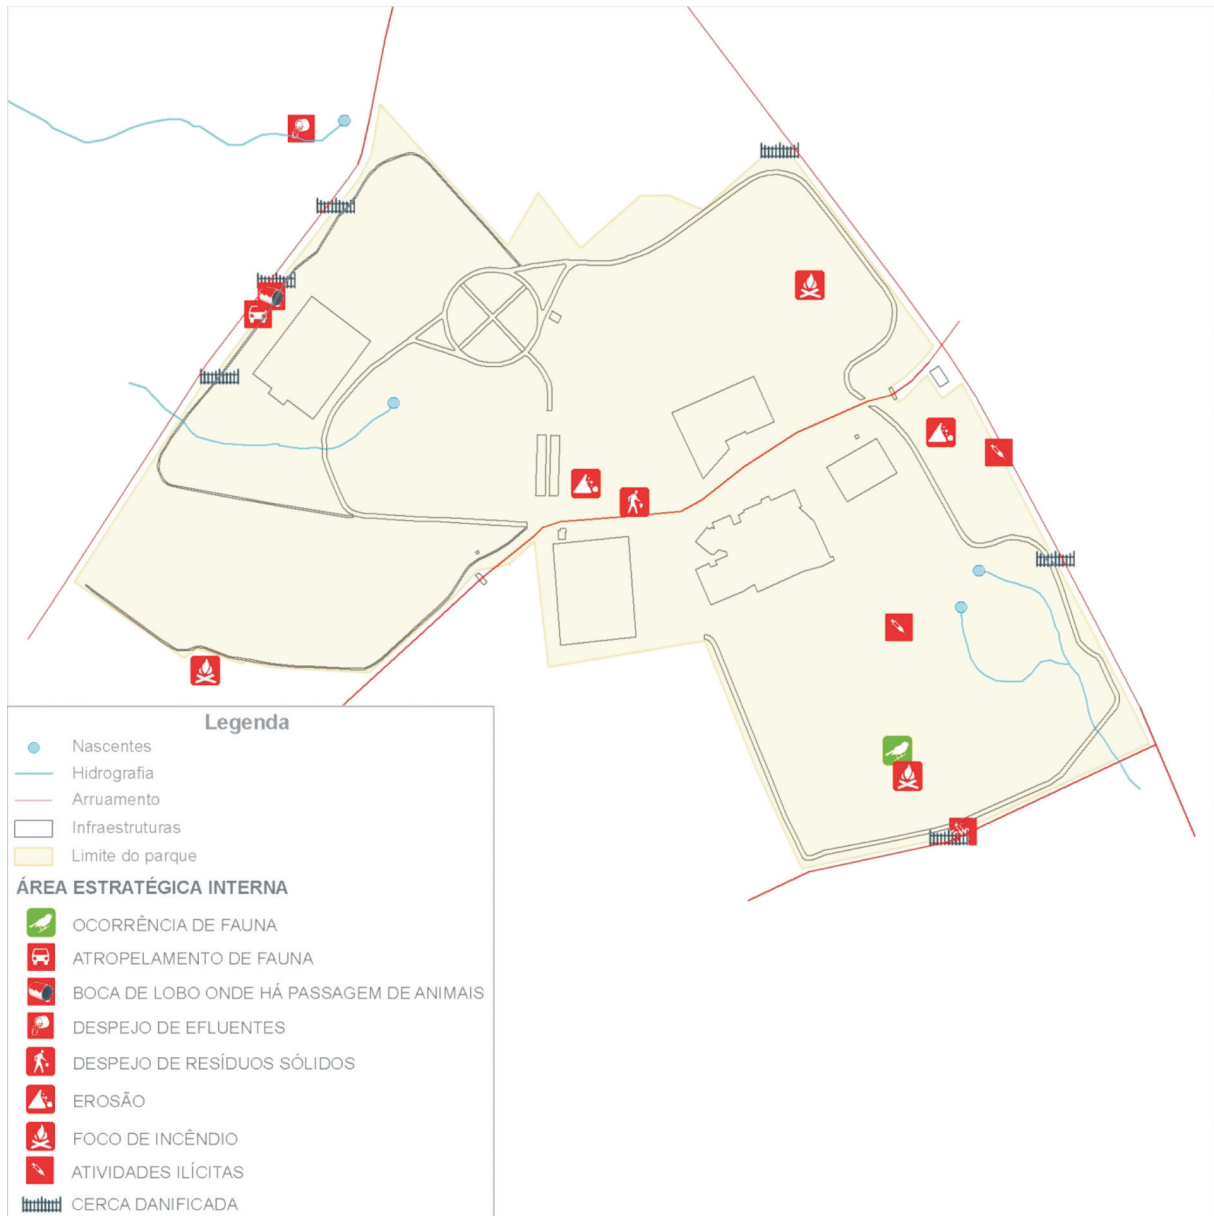 Legenda
Nascentes
Hidrografia
Arruamento
Infraestruturas
Limite do parque
ÁREA ESTRATÉGICA INTERNA
OCORRÊNCIA DE FAUNA
ATROPELAMENTO DE FAUNA
BOCA DE LOBO ONDE HÁ PASSAGEM DE ANIMAIS
DESPEJO DE EFLUENTES
DESPEJO DE RESÍDUOS SÓLIDOS
EROSÃO
FOCO DE INCÊNDIO
ATIVIDADES ILÍCITAS
CERCA DANIFICADA